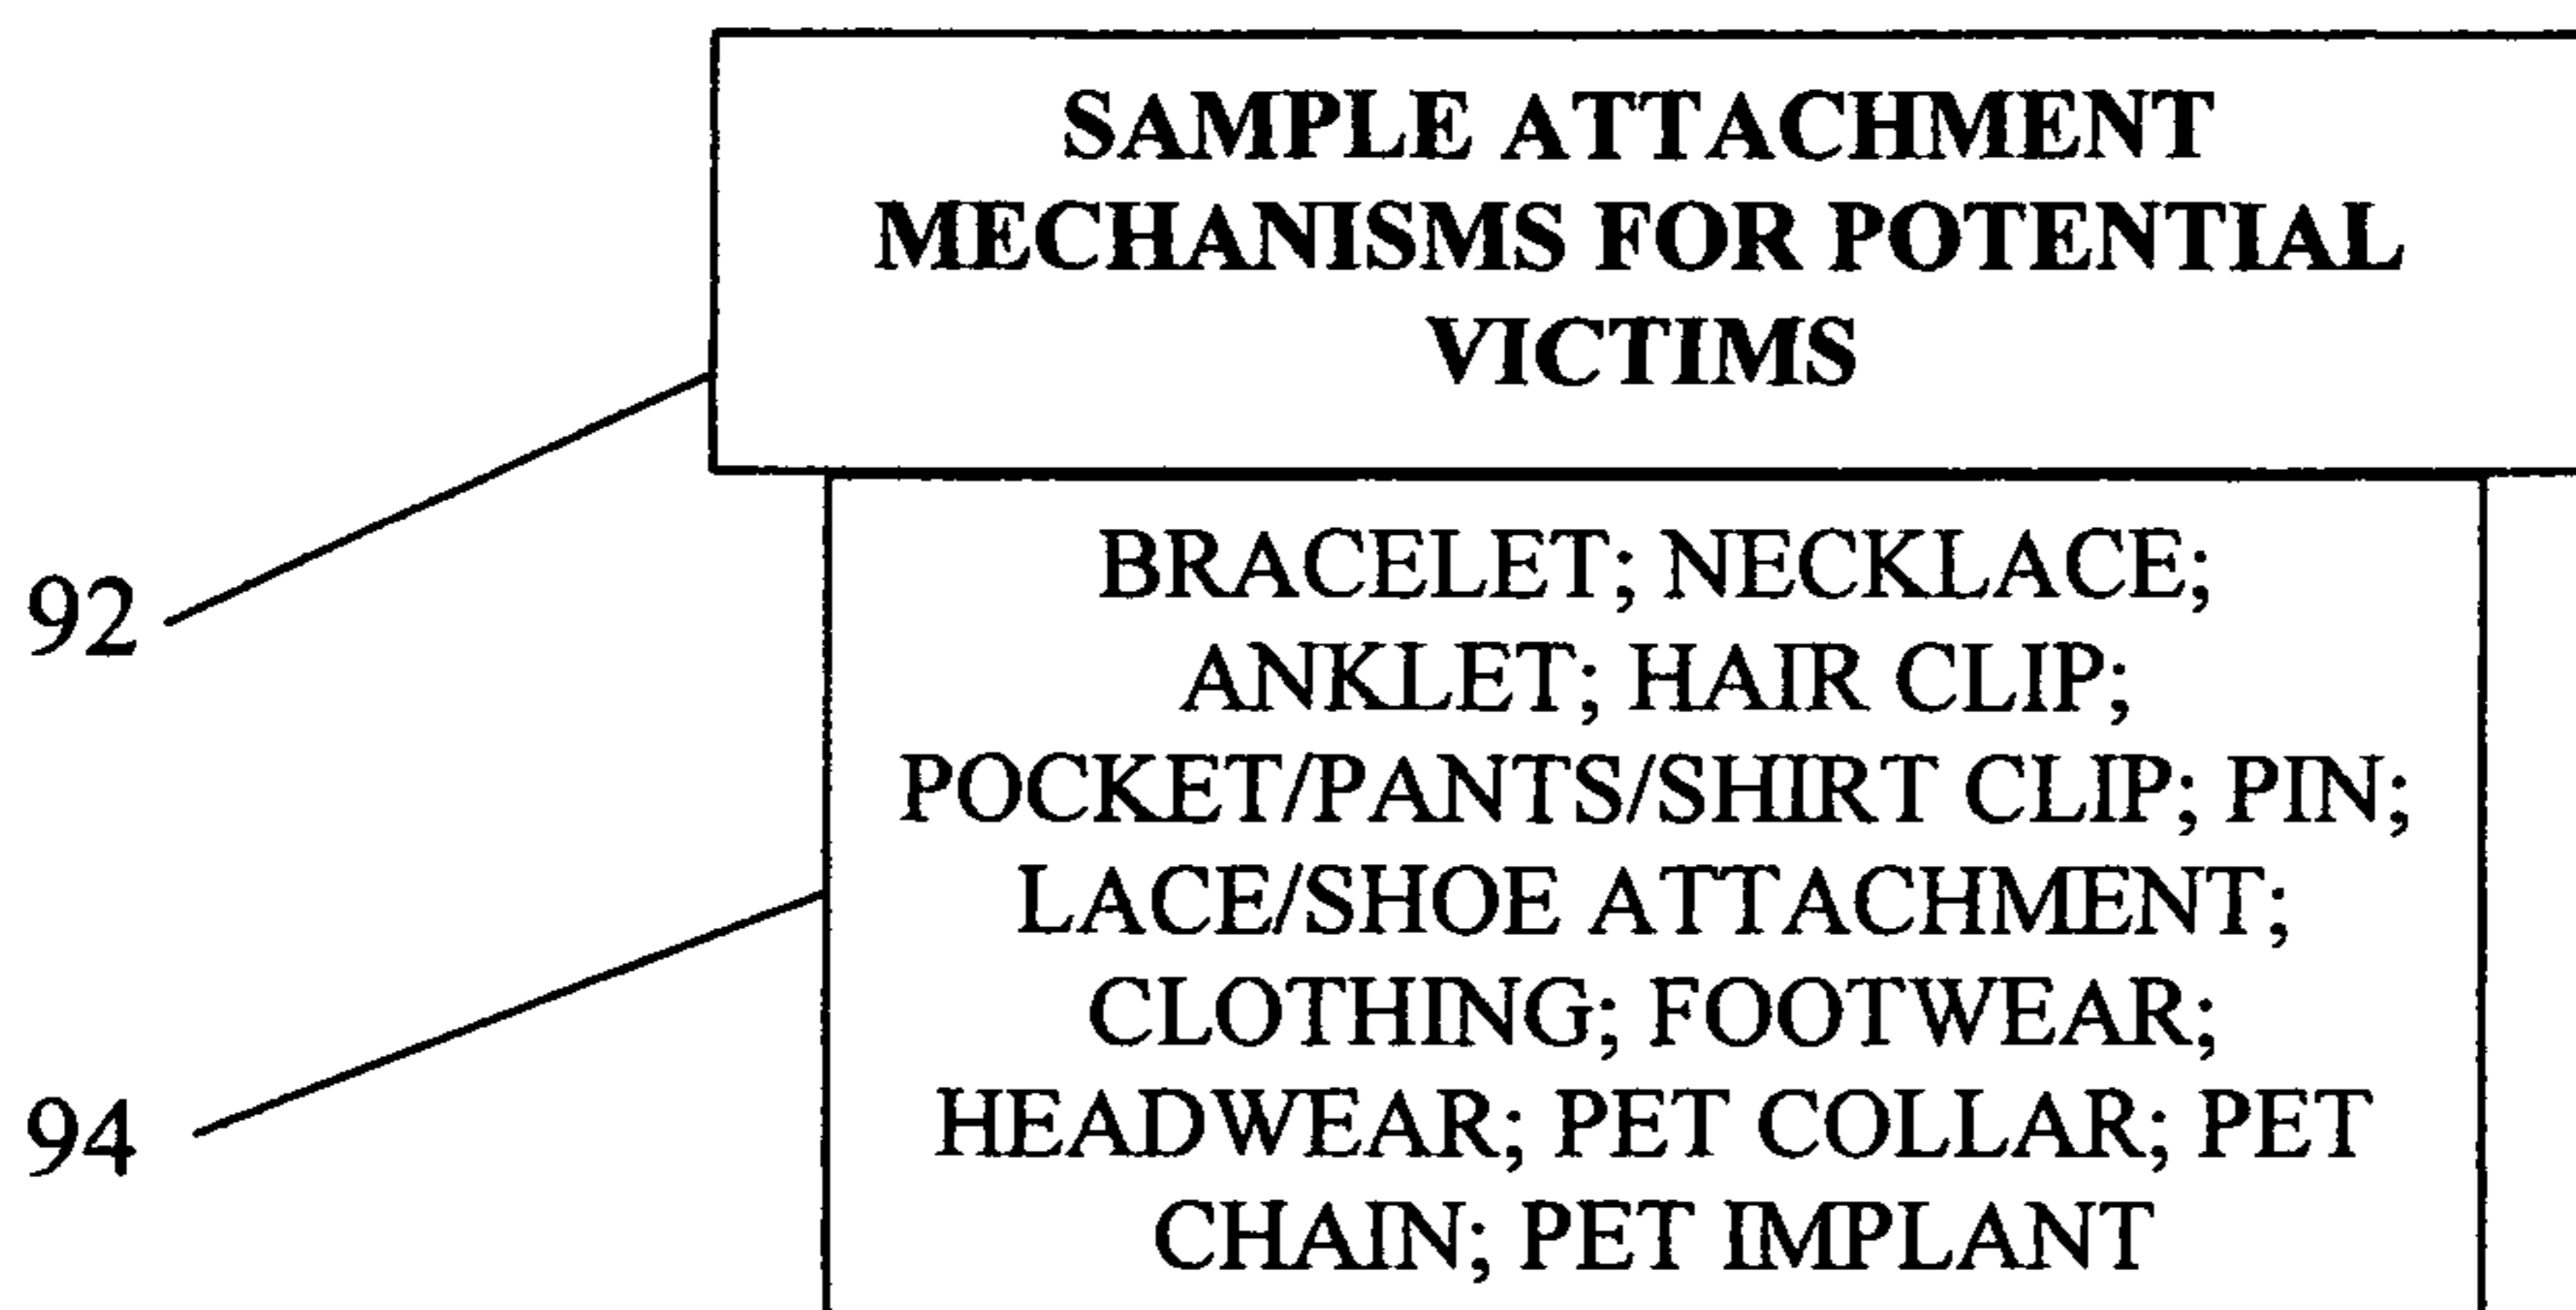 SAMPLE ATTACHMENT
MECHANISMS FOR POTENTIAL
VICTIMS
92
BRACELET; NECKLACE;
ANKLET; HAIR CLIP;
POCKET/PANTS/SHIRT CLIP; PIN;
LACE/SHOE ATTACHMENT;
CLOTHING; FOOTWEAR;
HEADWEAR; PET COLLAR; PET
CHAIN; PET IMPLANT
94